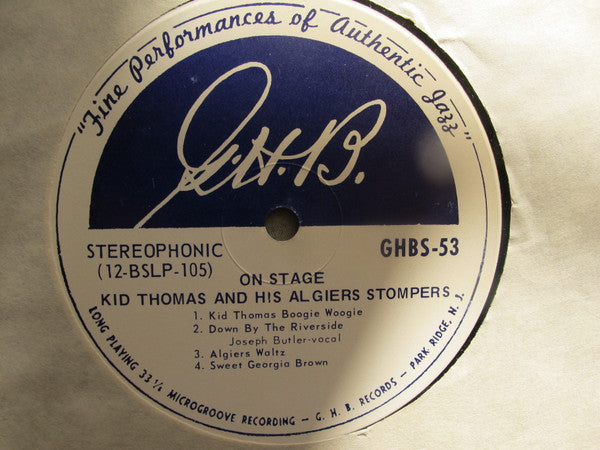 "Fine Performances of Authentic Jazz"
G.H.B.
STEREOPHONIC
(12-BSLP-105)
GHBS-53
ON STAGE
KID THOMAS AND HIS ALGIERS STOMPERS
1. Kid Thomas Boogie Woogie
2. Down By The Riverside
Joseph Butler-vocal
3. Algiers Waltz
4. Sweet Georgia Brown
LONG PLAYING 33 1/3 MICROGROOVE RECORDING - G. H. B. RECORDS - PARK RIDGE, N. J.